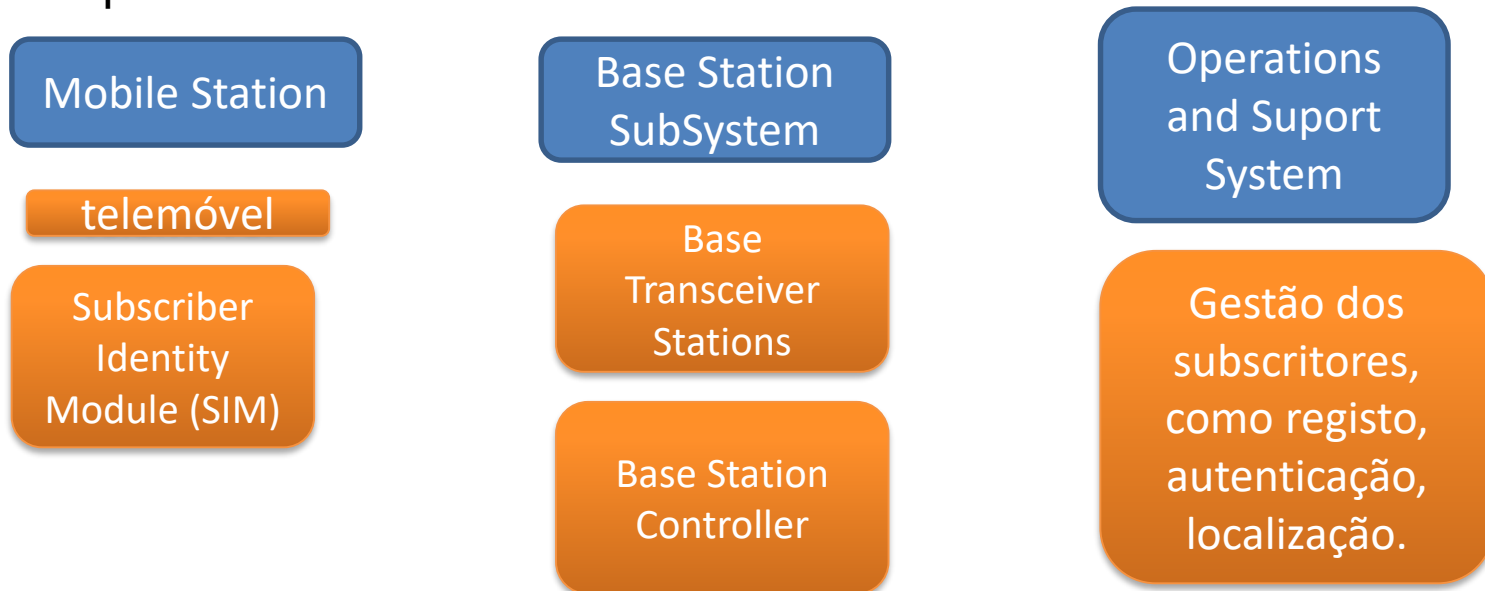 Mobile Station
telemóvel
Subscriber
Identity
Module (SIM)
Base Station
SubSystem
Base
Transceiver
Stations
Base Station
Controller
Operations
and Suport
System
Gestão dos
subscritores,
como registo,
autenticação,
localização.